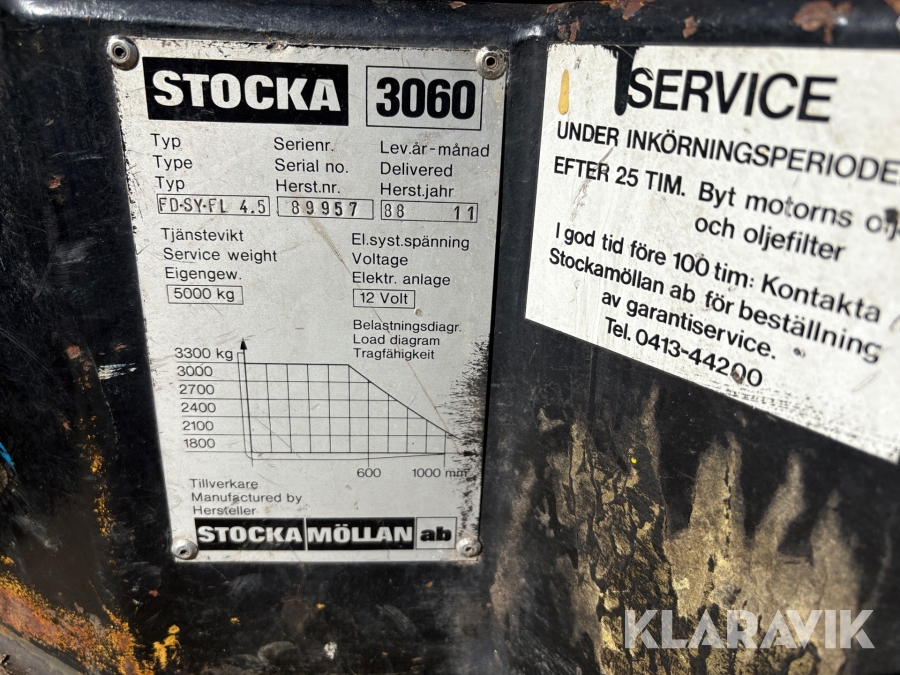 STOCKA 3060
Typ Serienr. Lev.år-månad
Type Serial no. Delivered
Typ Herst.nr. Herst.jahr
FD-SY-FL 4.5 89957 88 11
Tjänstevikt El.syst.spänning
Service weight Voltage
Eigengew. Elektr. anlage
5000 kg 12 Volt
Belastningsdiagr.
Load diagram
Tragfähigkeit
3300 kg
3000
2700
2400
2100
1800
600 1000 mm
Tillverkare
Manufactured by
Hersteller
STOCKA MÖLLAN ab
SERVICE
UNDER INKÖRNINGSPERIODE
EFTER 25 TIM. Byt motorns
och oljefilter
I god tid före 100 tim: Kontakta
Stockamöllan ab för beställning
av garantiservice.
Tel. 0413-44200
KLARAVIK